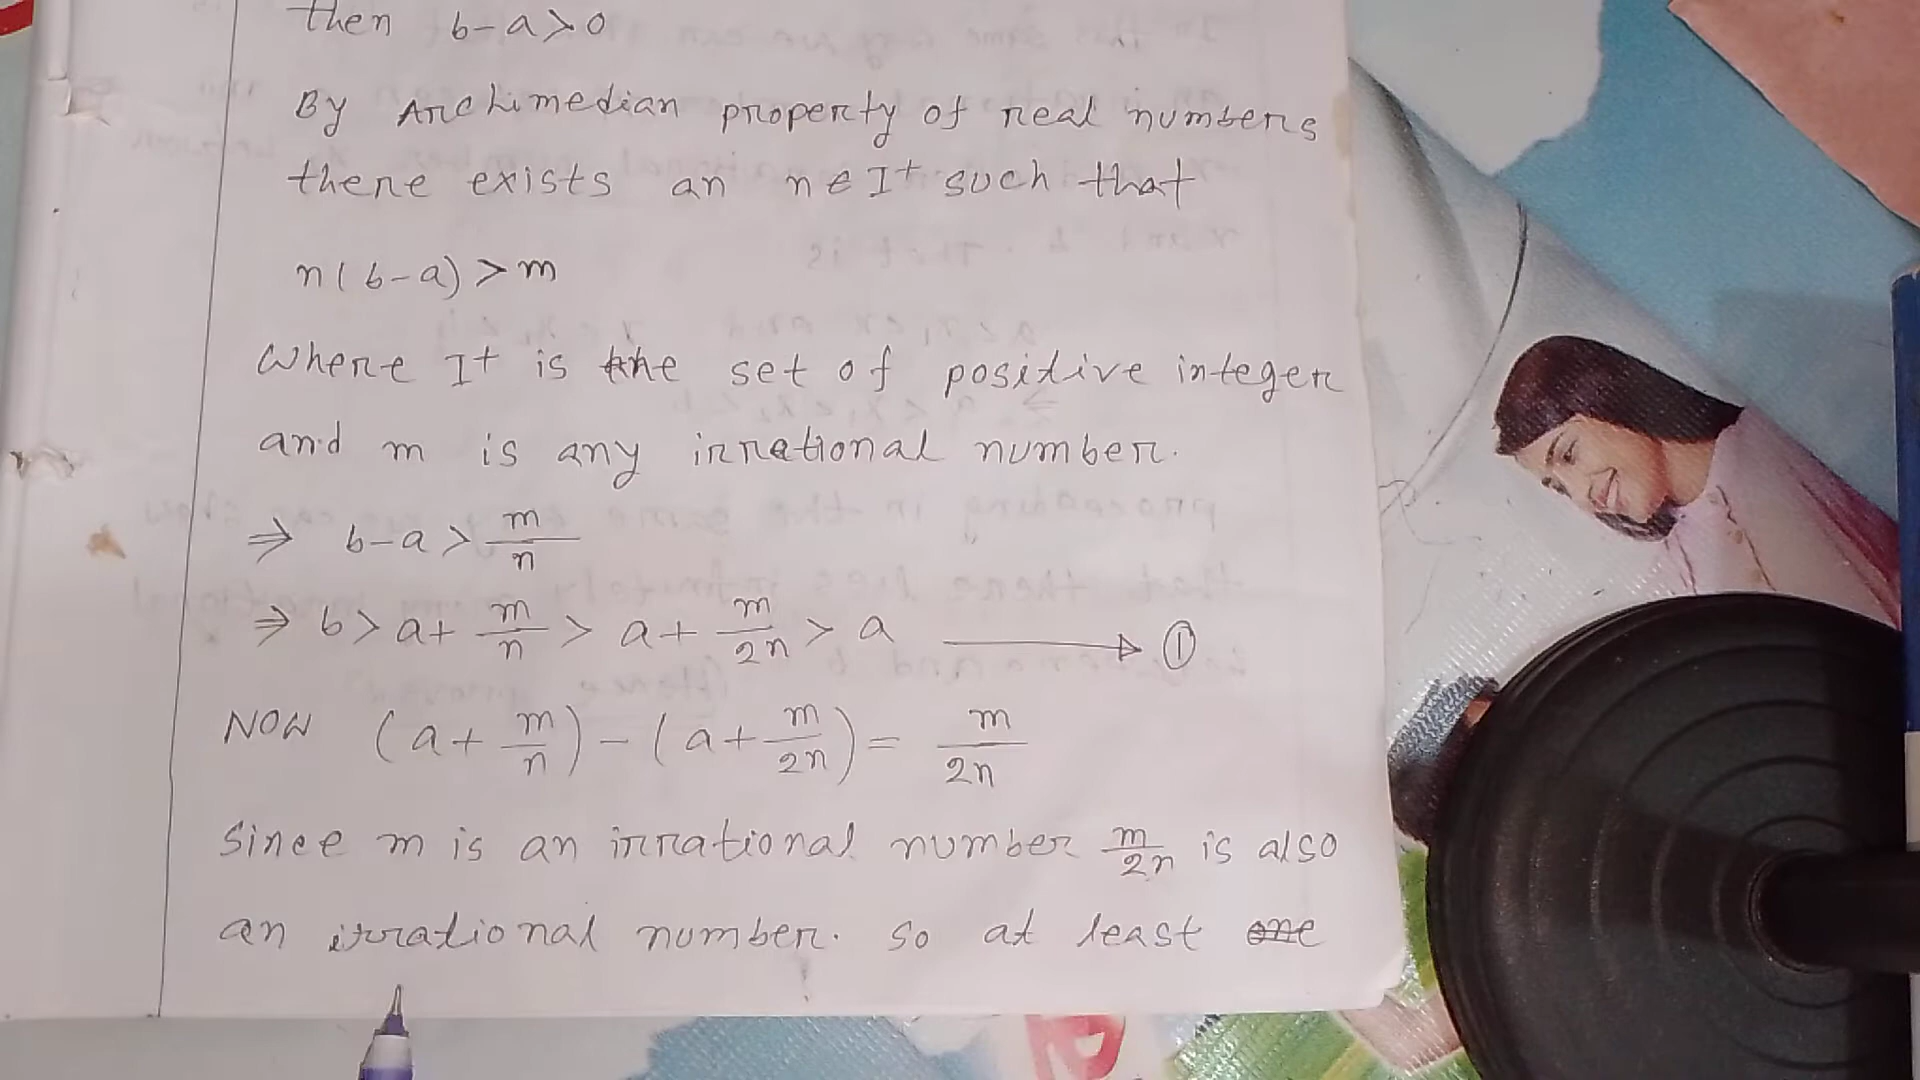 then b-a>0
By Archimedian property of real numbers
there exists an n∈I⁺ such that
n(b-a)>m
Where I⁺ is the set of positive integer
and m is any irrational number.
⇒ b-a > m/n
⇒ b > a + m/n > a + m/2n > a ⟶ ①
NOW (a + m/n) - (a + m/2n) = m/2n
Since m is an irrational number m/2n is also
an irrational number. so at least one